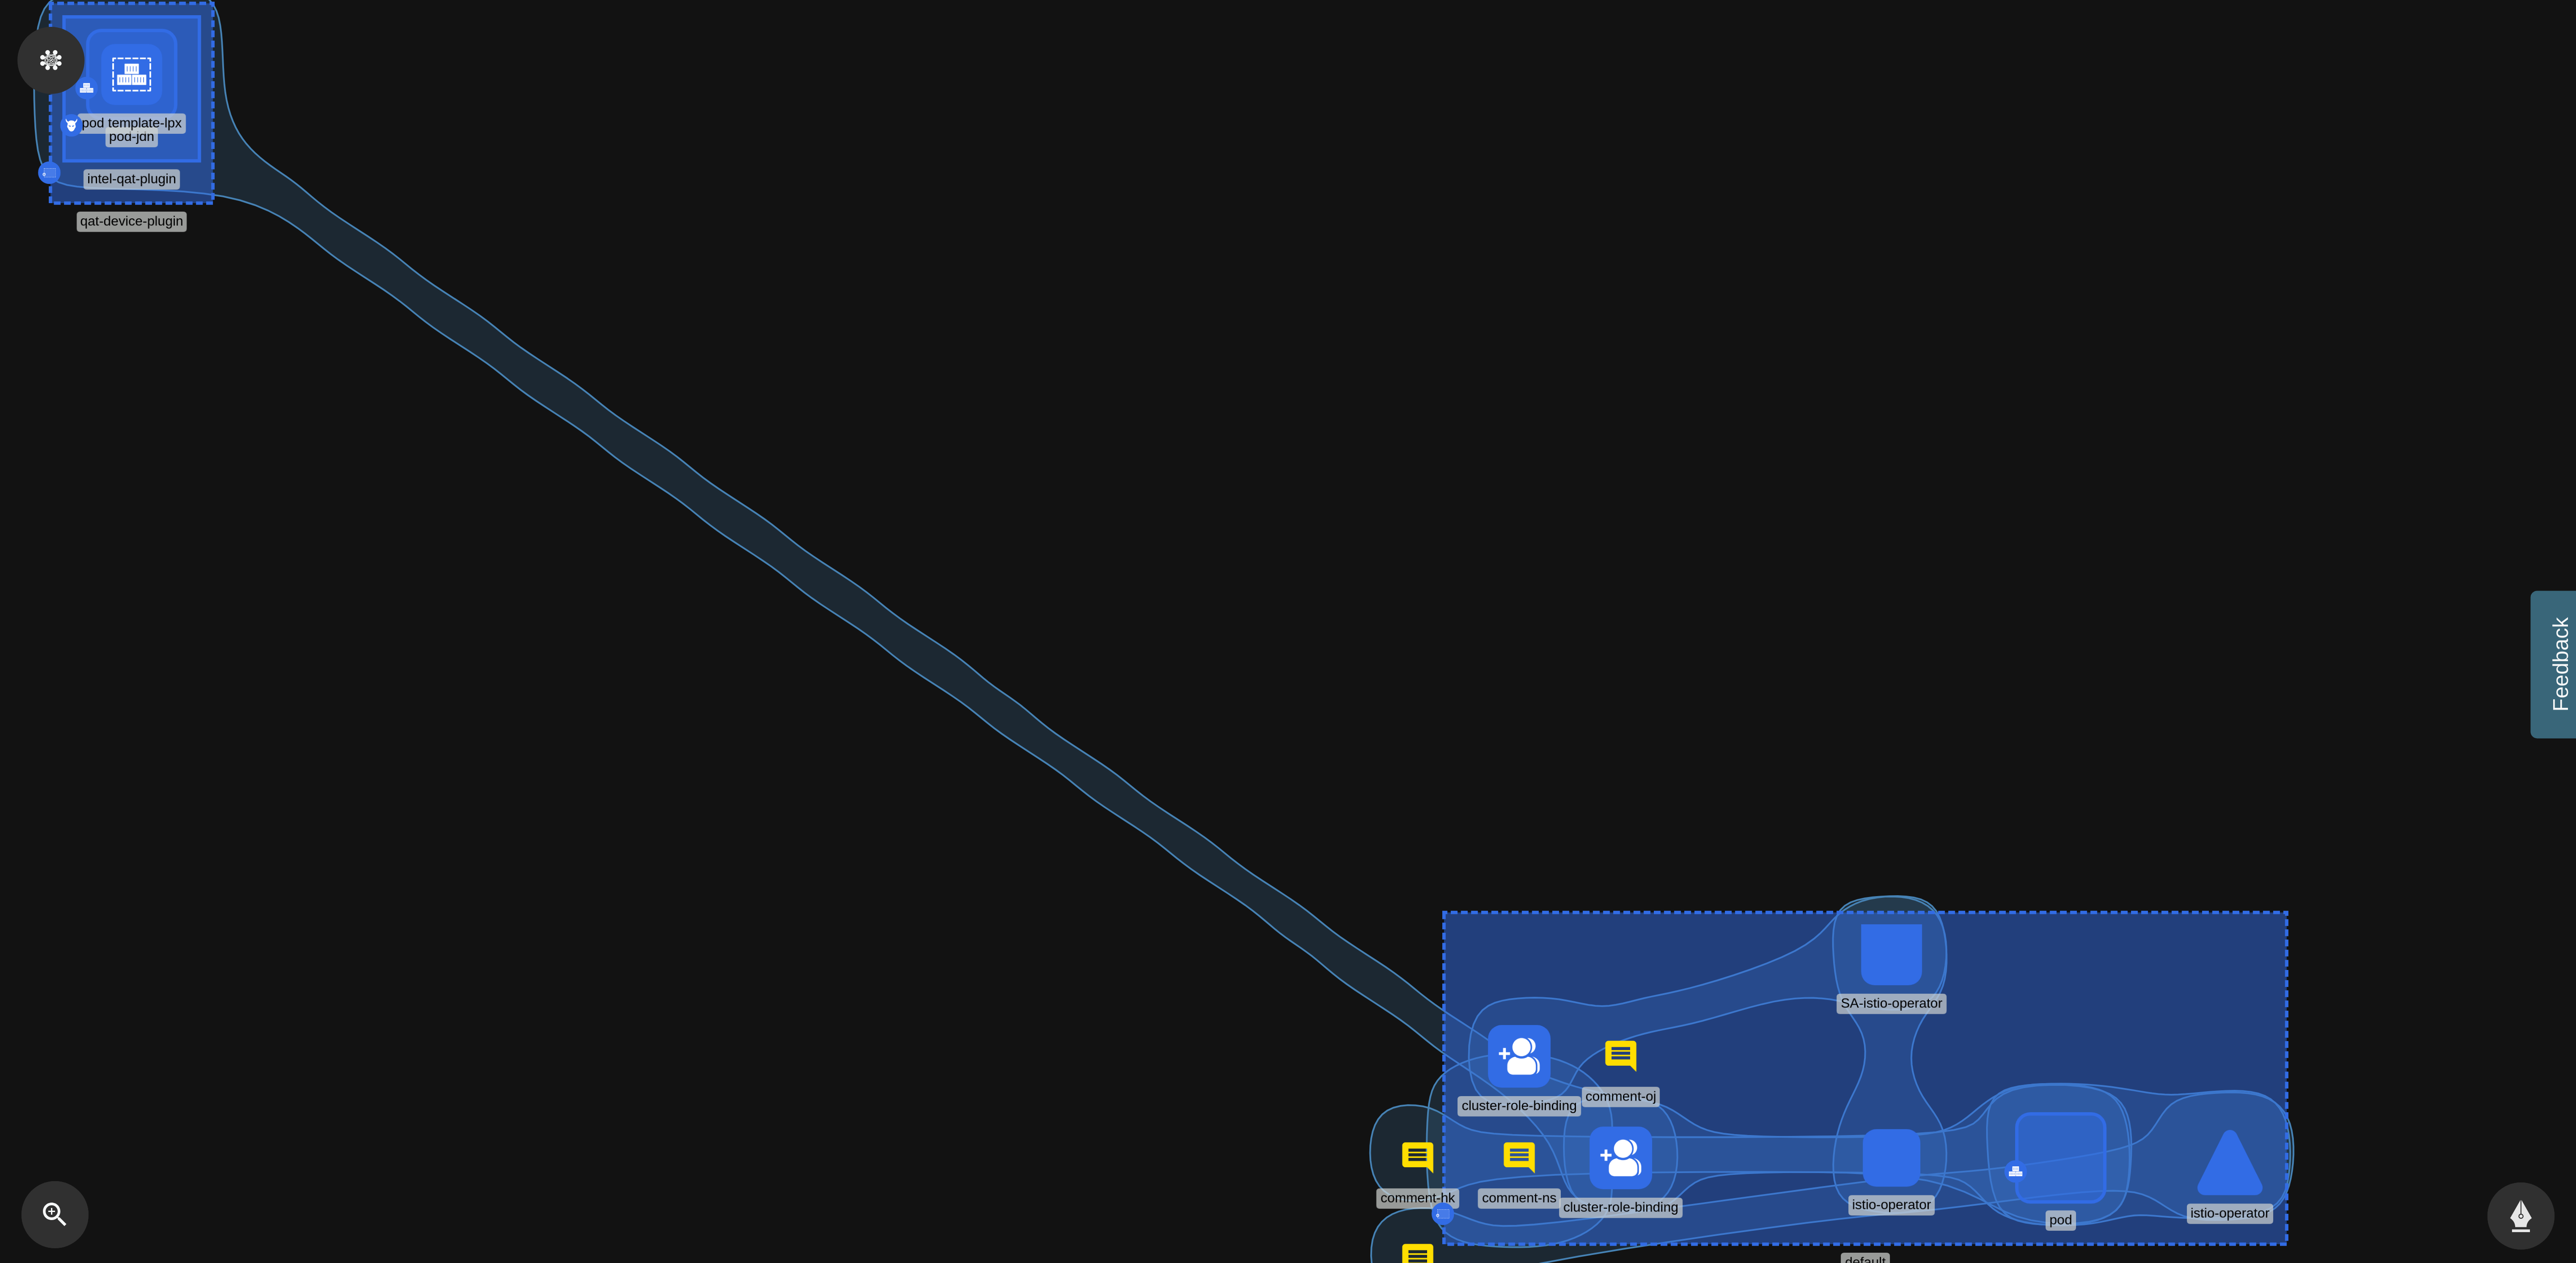 pod template-lpx
pod-jdn
intel-qat-plugin
qat-device-plugin
Feedback
SA-istio-operator
cluster-role-binding
comment-oj
comment-hk
comment-ns
cluster-role-binding
istio-operator
pod
istio-operator
default